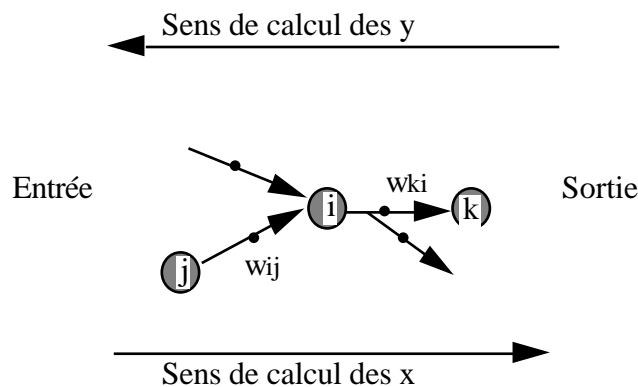 Sens de calcul des y
Entrée
i
wki
k
Sortie
j
wij
Sens de calcul des x